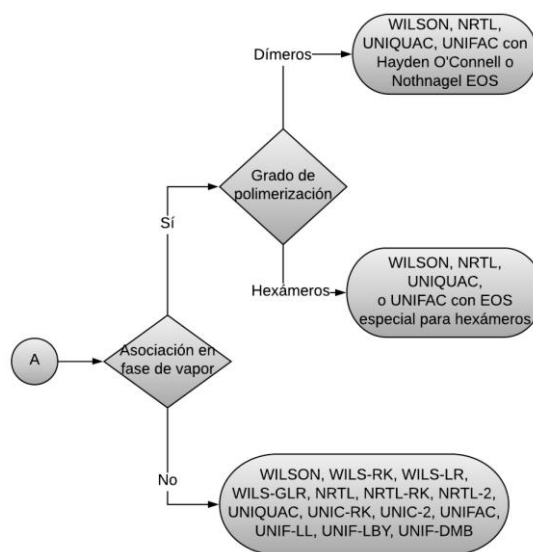 WILSON, NRTL,
UNIQUAC, UNIFAC con
Hayden O'Connell o
Nothnagel EOS
Dímeros
Grado de
polimerización
Sí
Hexámeros
WILSON, NRTL,
UNIQUAC,
o UNIFAC con EOS
especial para hexámeros
A
Asociación en
fase de vapor
No
WILSON, WILS-RK, WILS-LR,
WILS-GLR, NRTL, NRTL-RK, NRTL-2,
UNIQUAC, UNIC-RK, UNIC-2, UNIFAC,
UNIF-LL, UNIF-LBY, UNIF-DMB